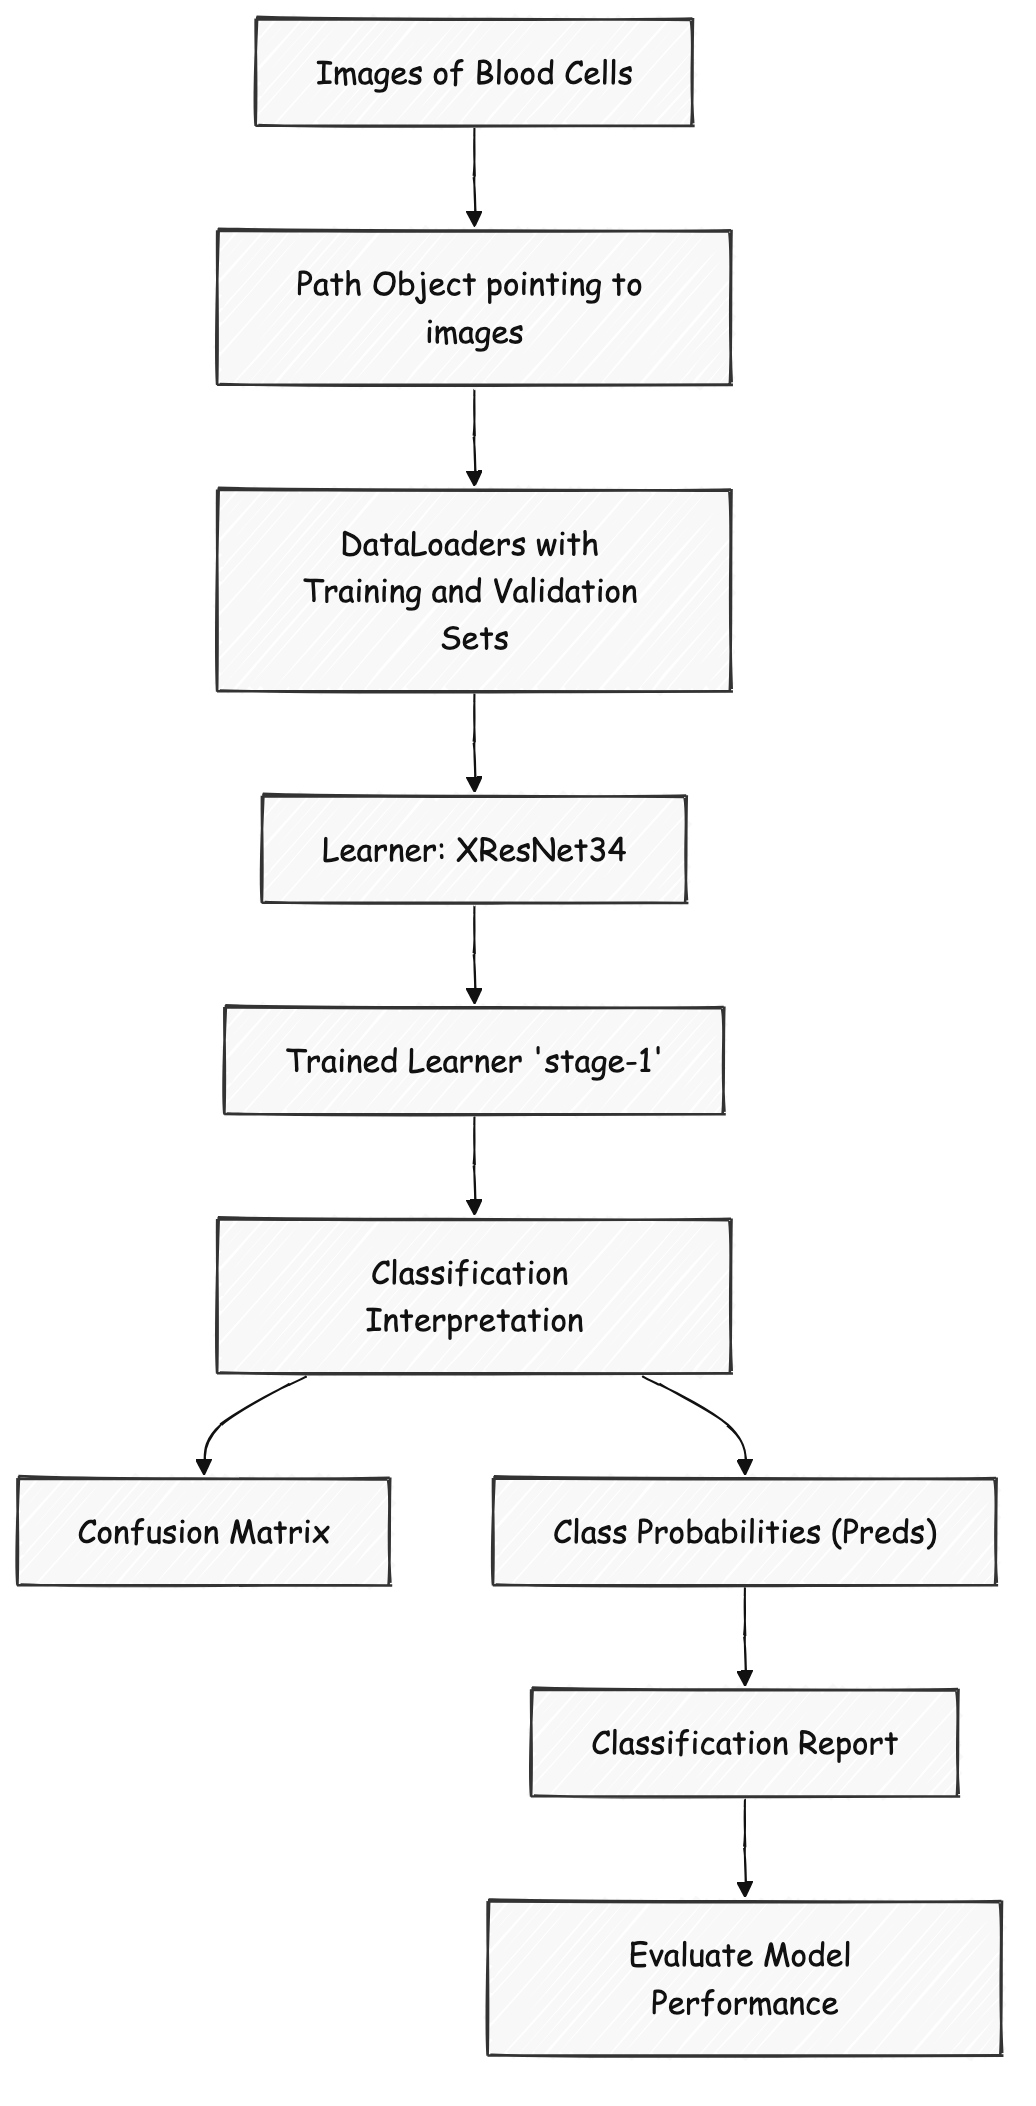 Images of Blood Cells
Path Object pointing to
images
DataLoaders with
Training and Validation
Sets
Learner: XResNet34
Trained Learner 'stage-1'
Classification
Interpretation
Confusion Matrix
Class Probabilities (Preds)
Classification Report
Evaluate Model
Performance